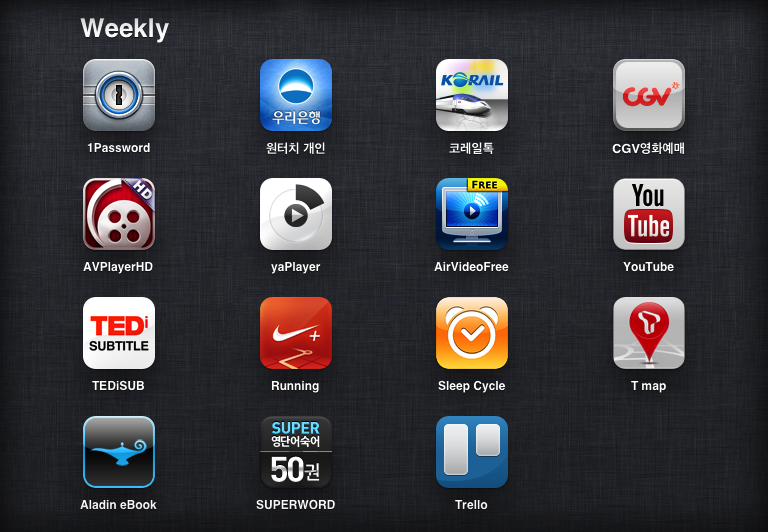 Weekly
우리은행
KORAIL
CGV
1Password
원터치 개인
코레일톡
CGV영화예매
HD
FREE
You
Tube
AVPlayerHD
yaPlayer
AirVideoFree
YouTube
TEDi
SUBTITLE
TEDiSUB
Running
Sleep Cycle
T map
SUPER
영단어숙어
50권
Aladin eBook
SUPERWORD
Trello